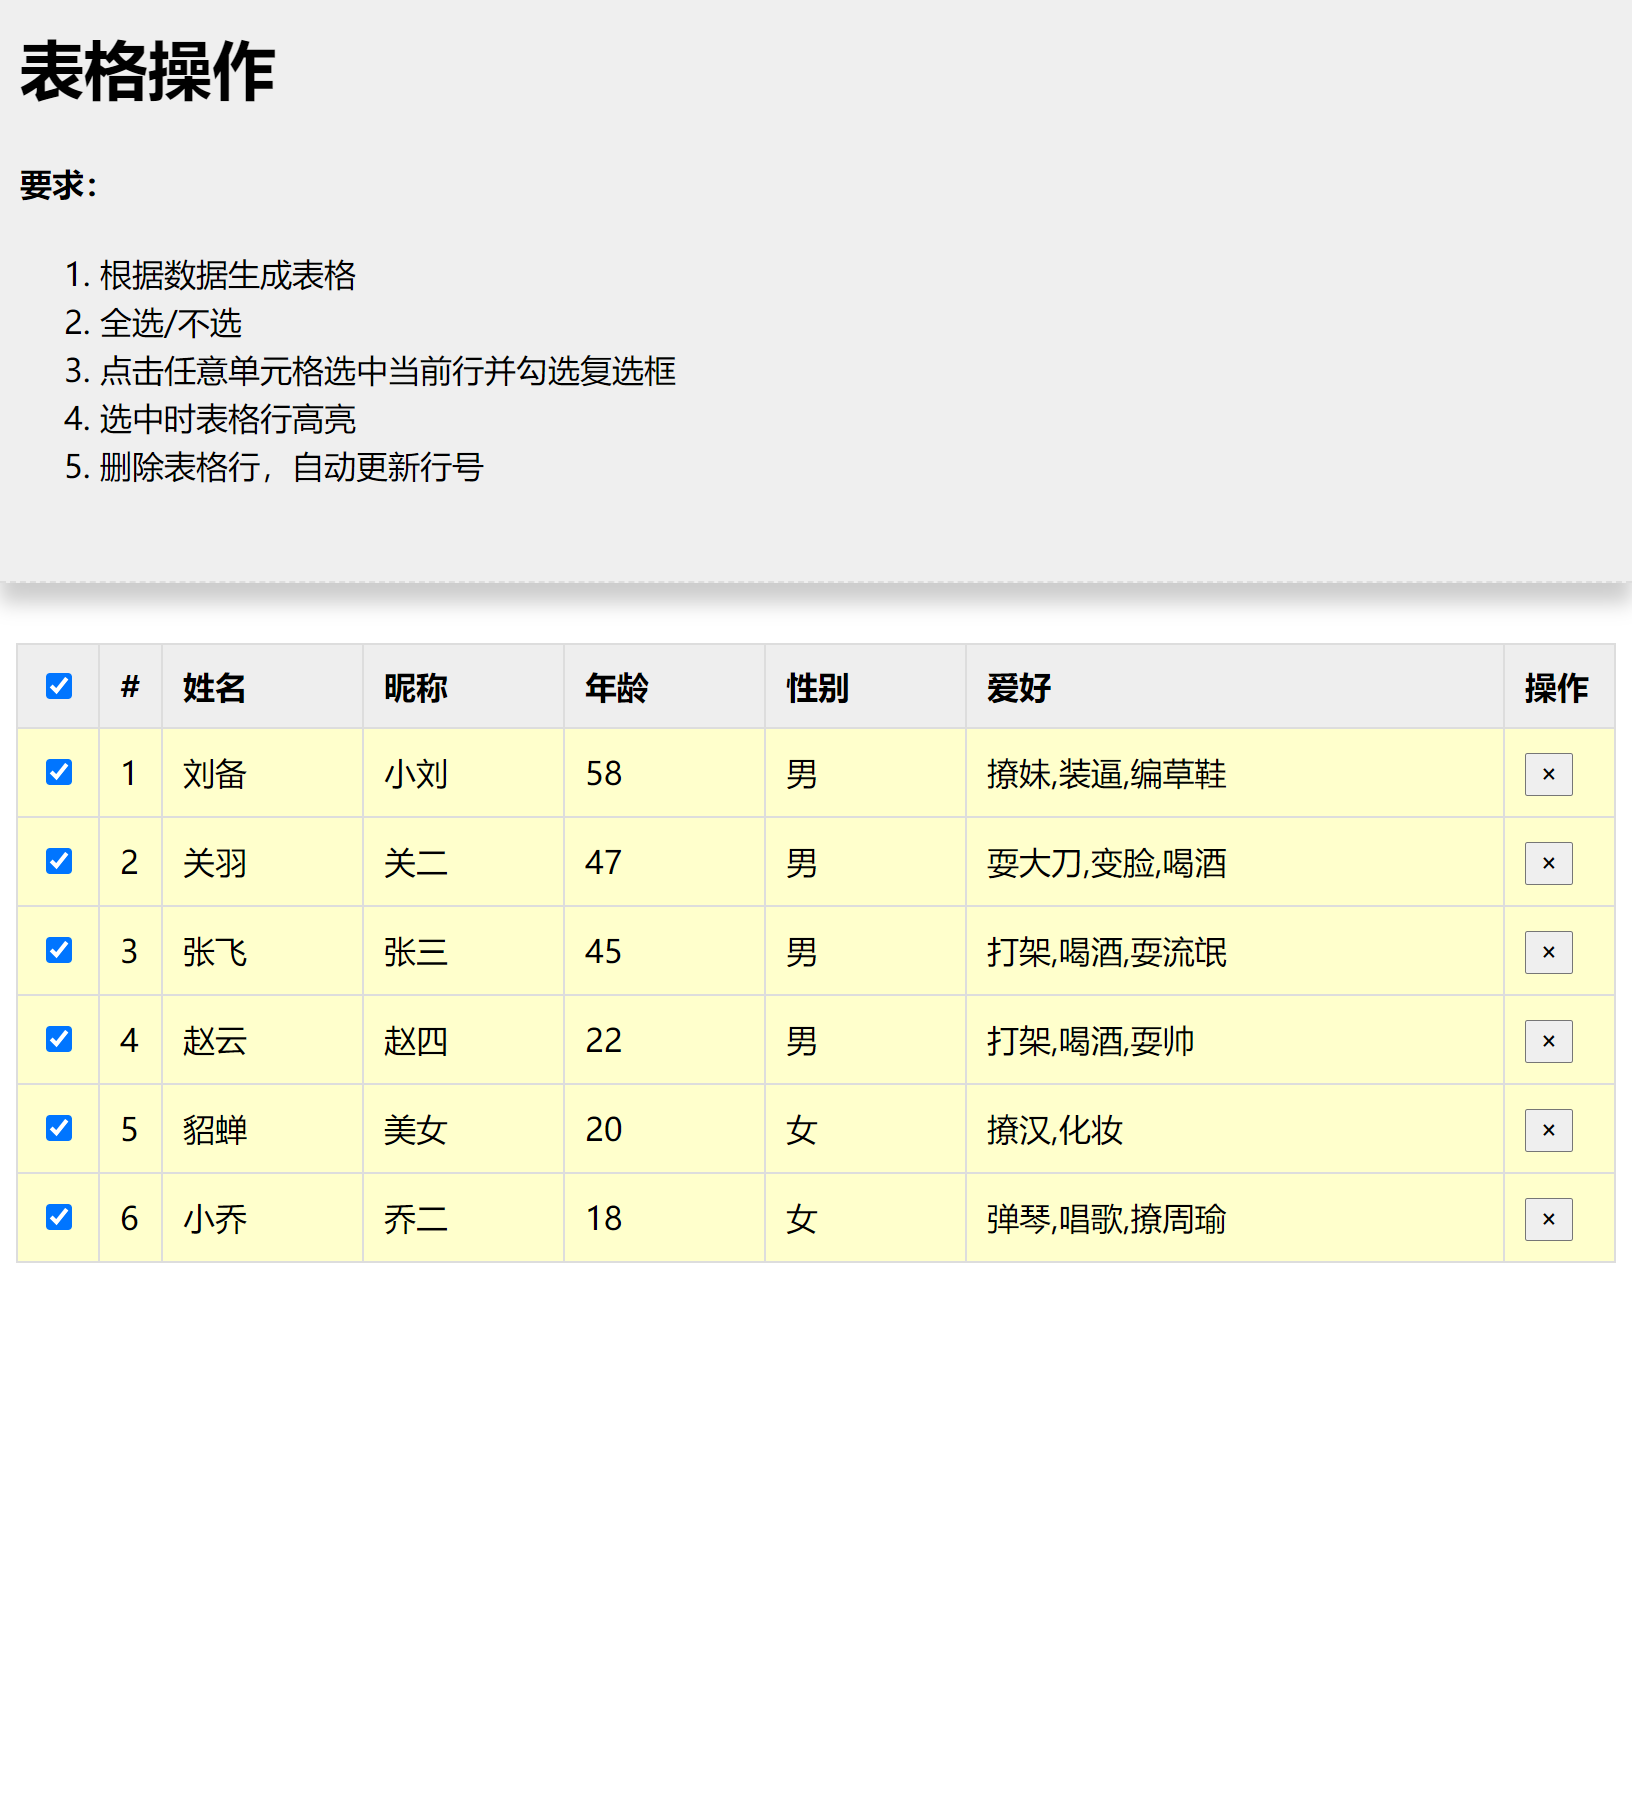 表格操作
要求：
1. 根据数据生成表格
2. 全选/不选
3. 点击任意单元格选中当前行并勾选复选框
4. 选中时表格行高亮
5. 删除表格行，自动更新行号
# 姓名 昵称 年龄 性别 爱好 操作
1 刘备 小刘 58 男 撩妹,装逼,编草鞋 ×
2 关羽 关二 47 男 耍大刀,变脸,喝酒 ×
3 张飞 张三 45 男 打架,喝酒,耍流氓 ×
4 赵云 赵四 22 男 打架,喝酒,耍帅 ×
5 貂蝉 美女 20 女 撩汉,化妆 ×
6 小乔 乔二 18 女 弹琴,唱歌,撩周瑜 ×